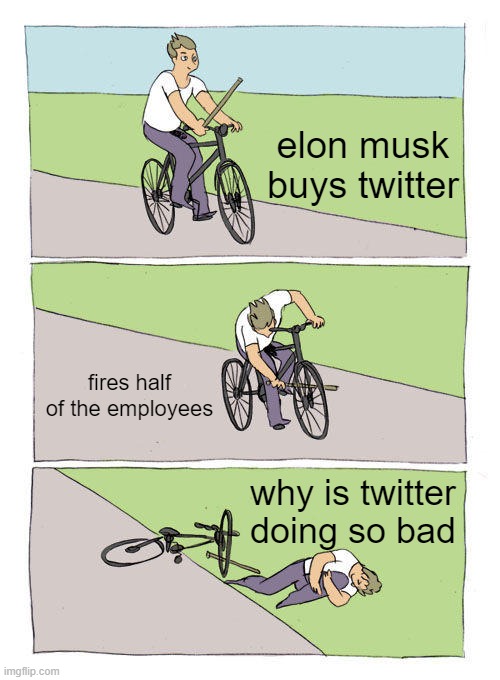 elon musk
buys twitter
fires half
of the employees
why is twitter
doing so bad
imgflip.com